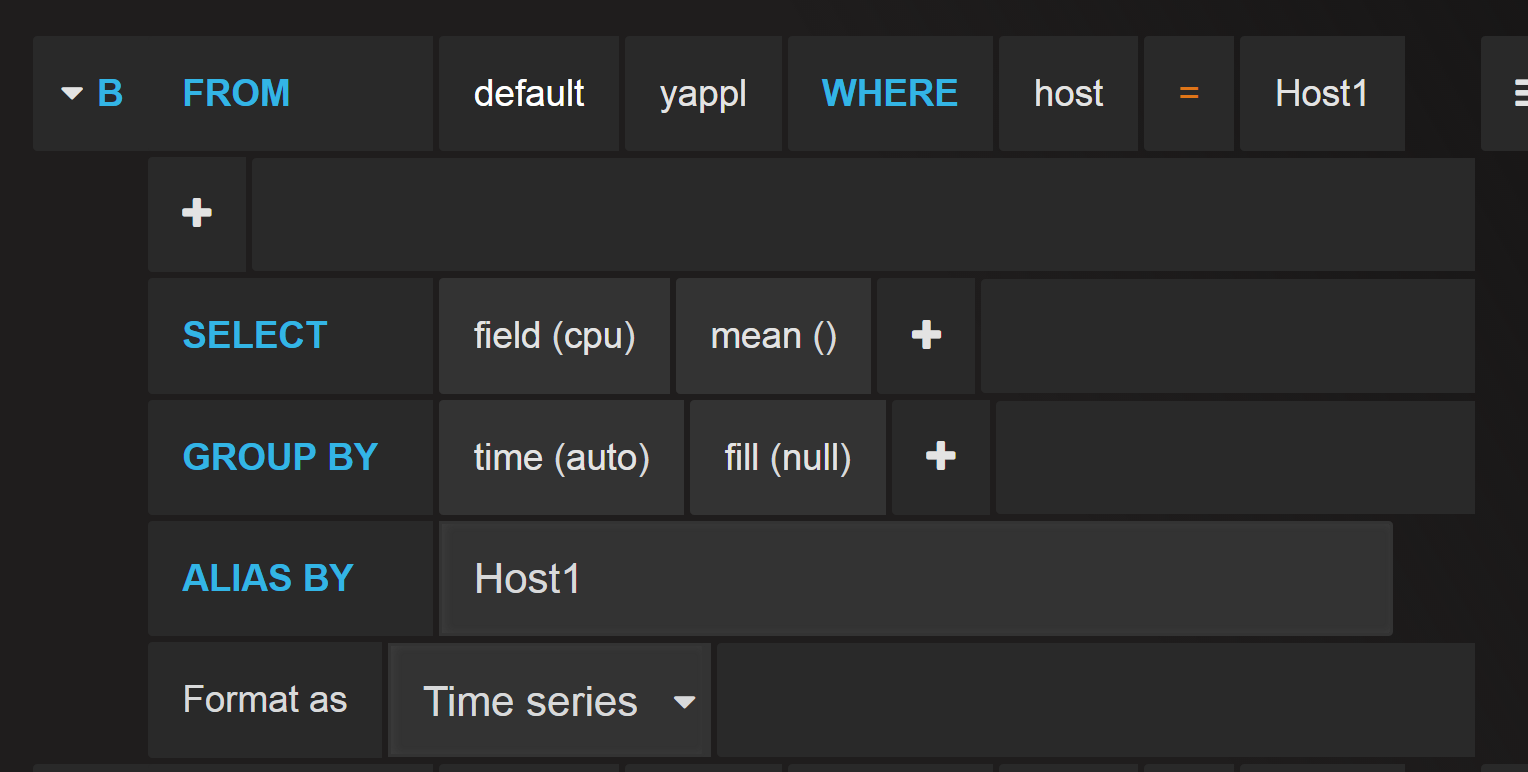 B FROM default yappl WHERE host = Host1
+
SELECT field (cpu) mean () +
GROUP BY time (auto) fill (null) +
ALIAS BY Host1
Format as Time series